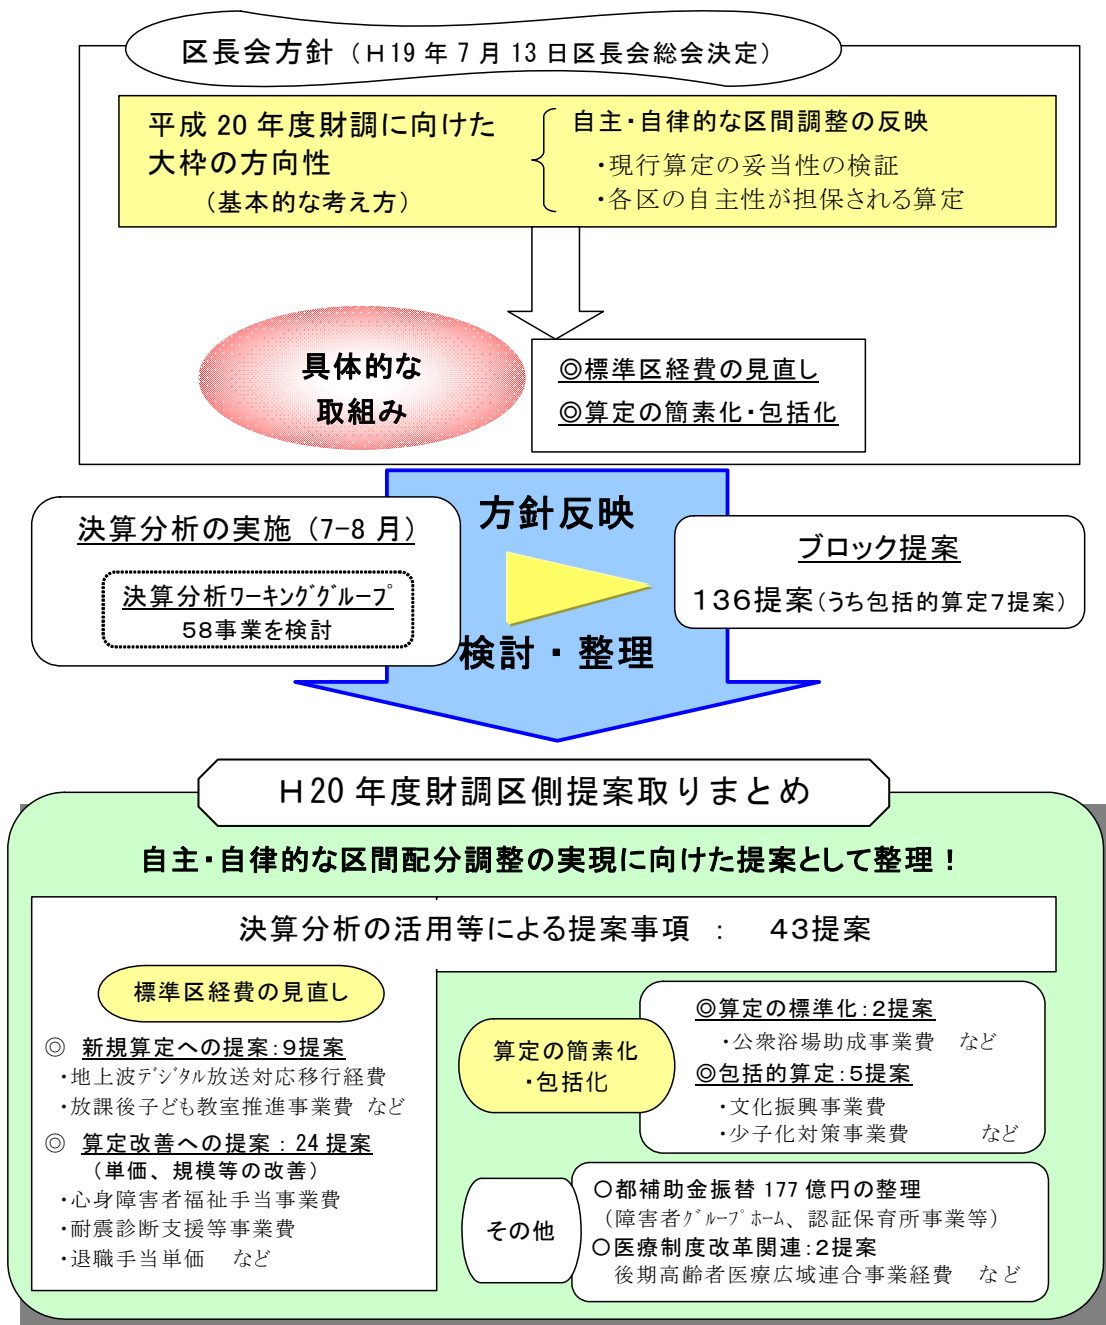 区長会方針（H19年7月13日区長会総会決定）
平成20年度財調に向けた
大枠の方向性
（基本的な考え方）
自主・自律的な区間調整の反映
・現行算定の妥当性の検証
・各区の自主性が担保される算定
具体的な
取組み
◎標準区経費の見直し
◎算定の簡素化・包括化
方針反映
決算分析の実施（7-8月）
決算分析ワーキンググループ
58事業を検討
ブロック提案
136提案（うち包括的算定7提案）
検討・整理
H20年度財調区側提案取りまとめ
自主・自律的な区間配分調整の実現に向けた提案として整理！
決算分析の活用等による提案事項 ： 43提案
標準区経費の見直し
◎ 新規算定への提案：9提案
・地上波デジタル放送対応移行経費
・放課後子ども教室推進事業費 など
◎ 算定改善への提案：24提案
（単価、規模等の改善）
・心身障害者福祉手当事業費
・耐震診断支援等事業費
・退職手当単価 など
算定の簡素化
・包括化
◎算定の標準化：2提案
・公衆浴場助成事業費 など
◎包括的算定：5提案
・文化振興事業費
・少子化対策事業費 など
その他
○都補助金振替177億円の整理
（障害者グループホーム、認証保育所事業等）
○医療制度改革関連：2提案
後期高齢者医療広域連合事業経費 など